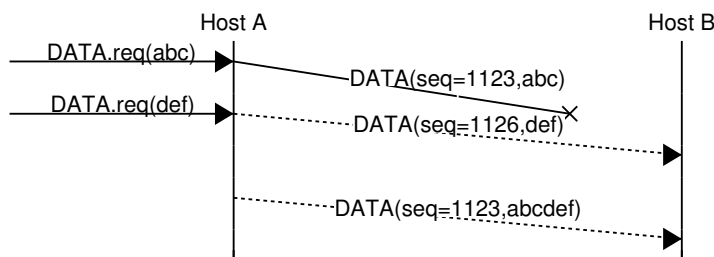 Host A
Host B
DATA.req(abc)
DATA(seq=1123,abc)
DATA.req(def)
DATA(seq=1126,def)
DATA(seq=1123,abcdef)